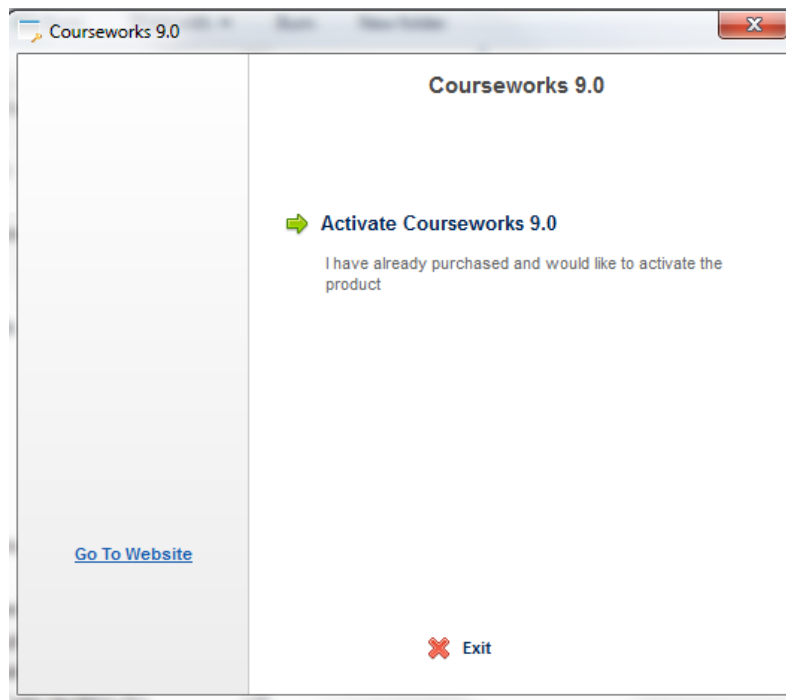 Courseworks 9.0
Courseworks 9.0
Activate Courseworks 9.0
I have already purchased and would like to activate the
product
Go To Website
Exit